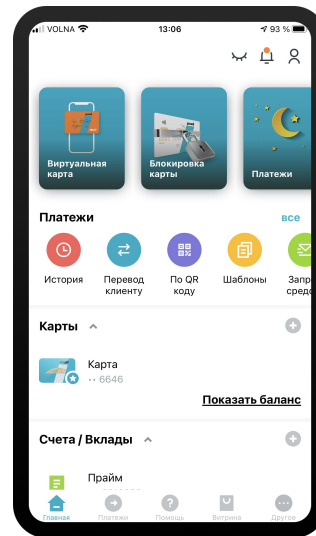 VOLNA
13:06
93 %
Виртуальная
карта
Блокировка
карты
Платежи
Платежи
все
История
Перевод
клиенту
По QR
коду
Шаблоны
Карты
Карта
·· 6646
Показать баланс
Счета / Вклады
Прайм
Главная
Платежи
Помощь
Витрина
Другое